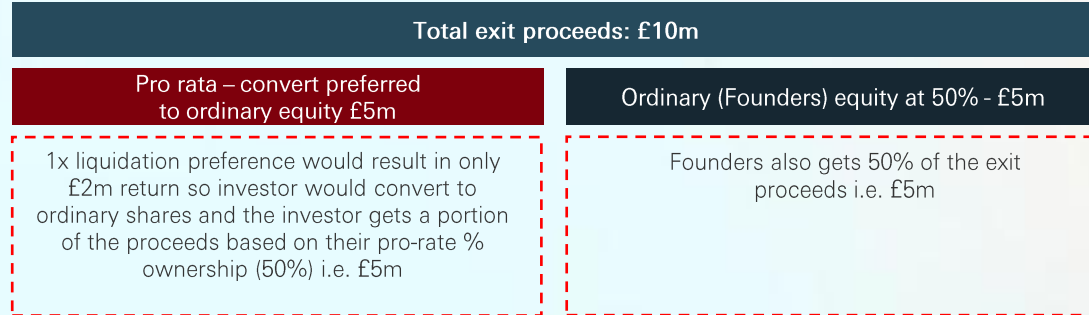 Total exit proceeds: £10m
Pro rata – convert preferred
to ordinary equity £5m
Ordinary (Founders) equity at 50% - £5m
1x liquidation preference would result in only
£2m return so investor would convert to
ordinary shares and the investor gets a portion
of the proceeds based on their pro-rate %
ownership (50%) i.e. £5m
Founders also gets 50% of the exit
proceeds i.e. £5m